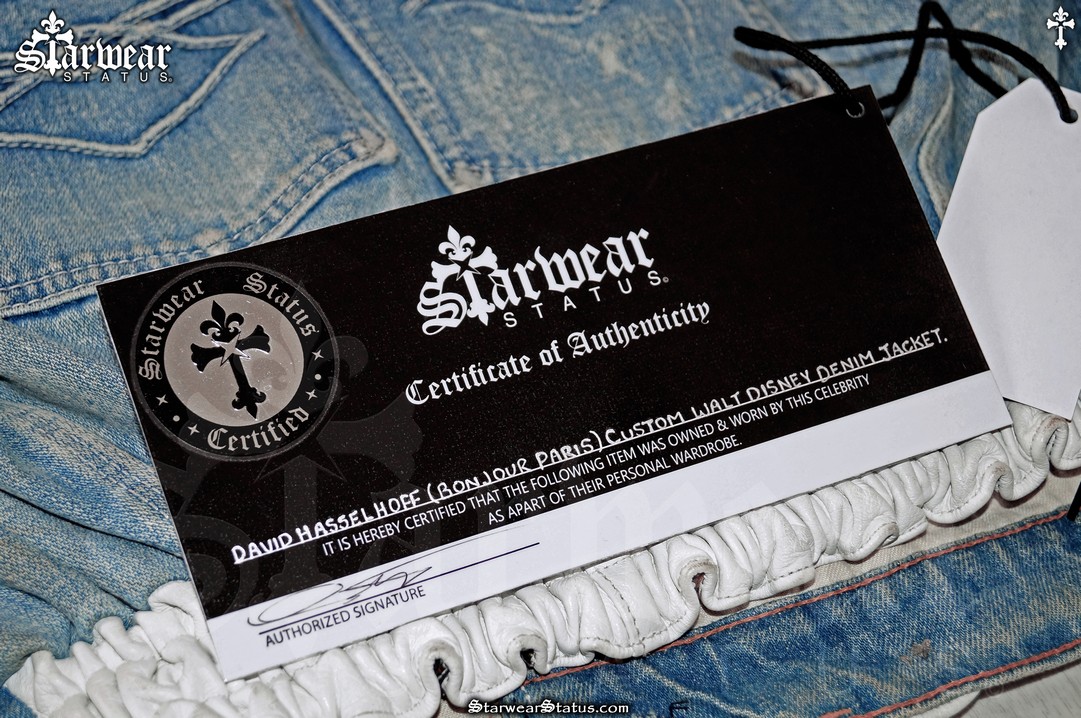 Starwear
STATUS®
Starwear
STATUS®
Certificate of Authenticity
Starwear Status
Certified
DAVID HASSELHOFF (BONJOUR PARIS) CUSTOM WALT DISNEY DENIM JACKET.
IT IS HEREBY CERTIFIED THAT THE FOLLOWING ITEM WAS OWNED & WORN BY THIS CELEBRITY
AS APART OF THEIR PERSONAL WARDROBE.
AUTHORIZED SIGNATURE
StarwearStatus.com